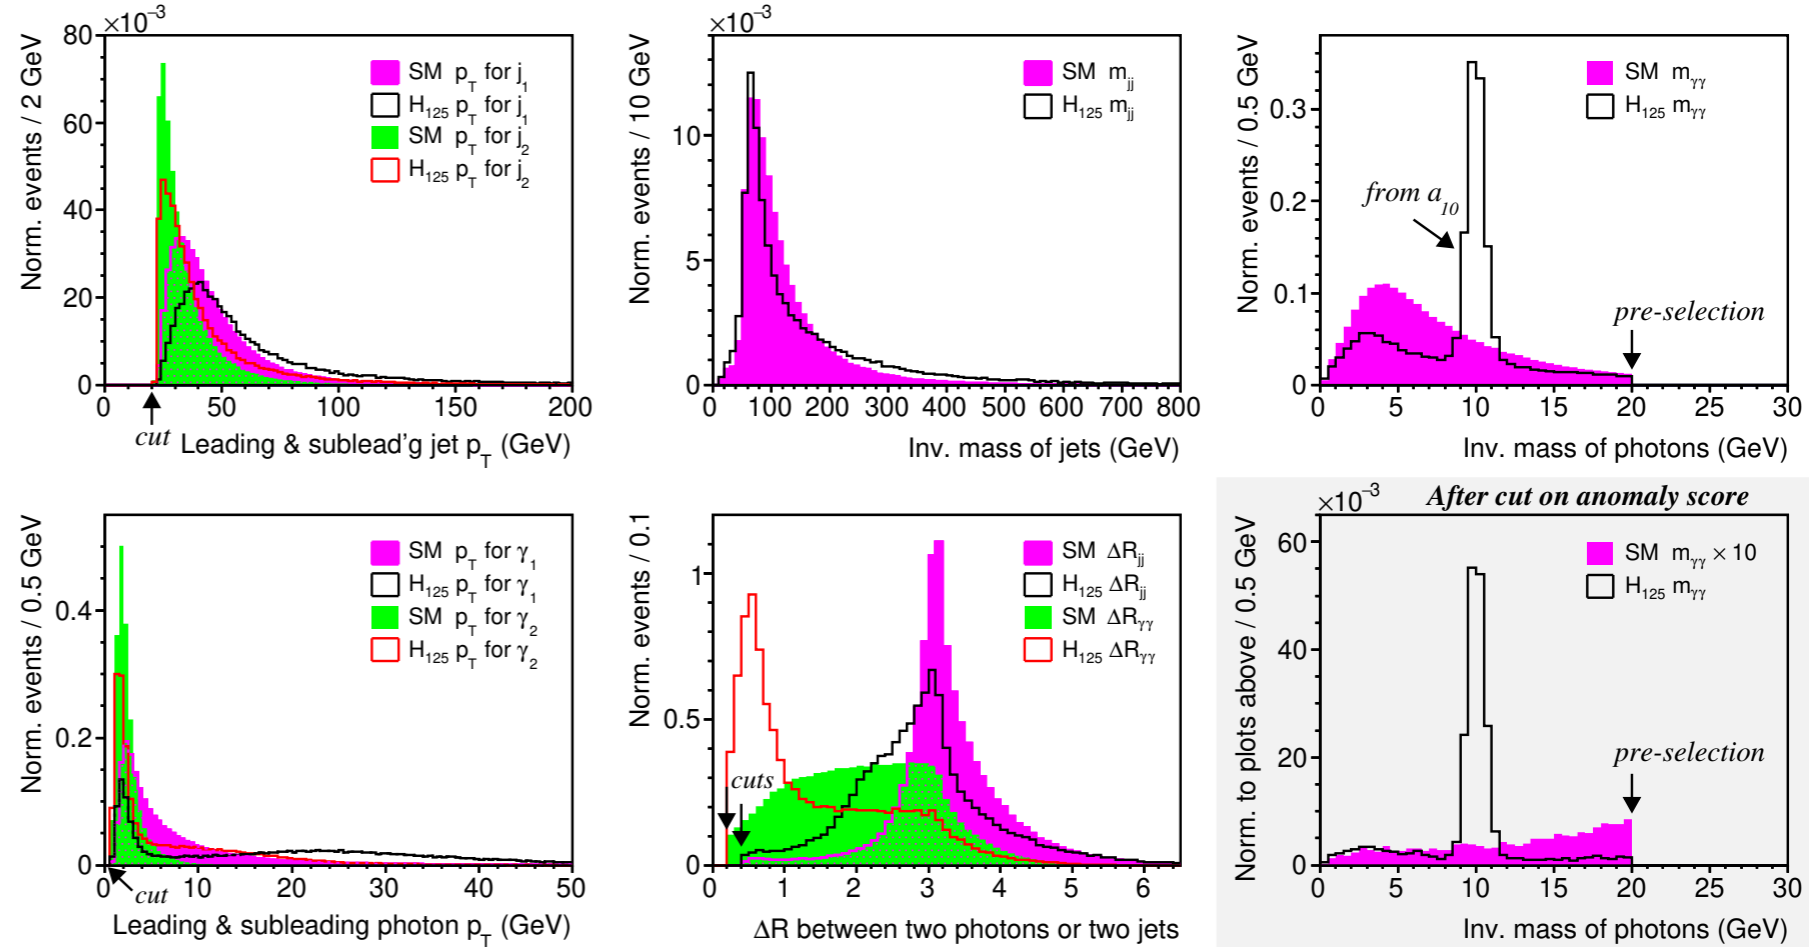 ×10⁻³
Norm. events / 2 GeV
80
60
40
20
0
SM p_T for j_1
H_125 p_T for j_1
SM p_T for j_2
H_125 p_T for j_2
0 50 100 150 200
cut
Leading & sublead'g jet p_T (GeV)
×10⁻³
Norm. events / 10 GeV
10
5
0
SM m_jj
H_125 m_jj
0 100 200 300 400 500 600 700 800
Inv. mass of jets (GeV)
Norm. events / 0.5 GeV
0.3
0.2
0.1
0
SM m_γγ
H_125 m_γγ
from a_10
pre-selection
0 5 10 15 20 25 30
Inv. mass of photons (GeV)
Norm. events / 0.5 GeV
0.4
0.2
0
SM p_T for γ_1
H_125 p_T for γ_1
SM p_T for γ_2
H_125 p_T for γ_2
0 10 20 30 40 50
cut
Leading & subleading photon p_T (GeV)
Norm. events / 0.1
1
0.5
0
SM ΔR_jj
H_125 ΔR_jj
SM ΔR_γγ
H_125 ΔR_γγ
cuts
0 1 2 3 4 5 6
ΔR between two photons or two jets
After cut on anomaly score
×10⁻³
Norm. to plots above / 0.5 GeV
60
40
20
0
SM m_γγ × 10
H_125 m_γγ
pre-selection
0 5 10 15 20 25 30
Inv. mass of photons (GeV)